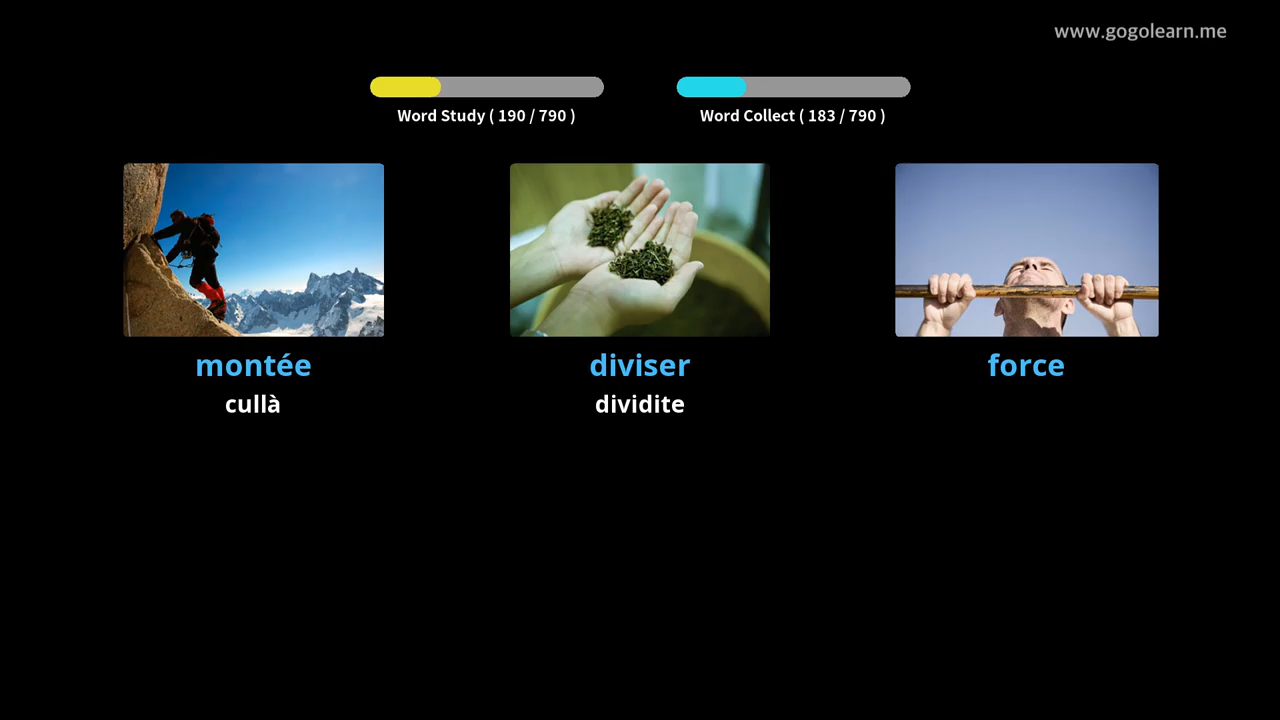 www.gogolearn.me
Word Study ( 190 / 790 )
Word Collect ( 183 / 790 )
montée
diviser
force
cullà
dividite